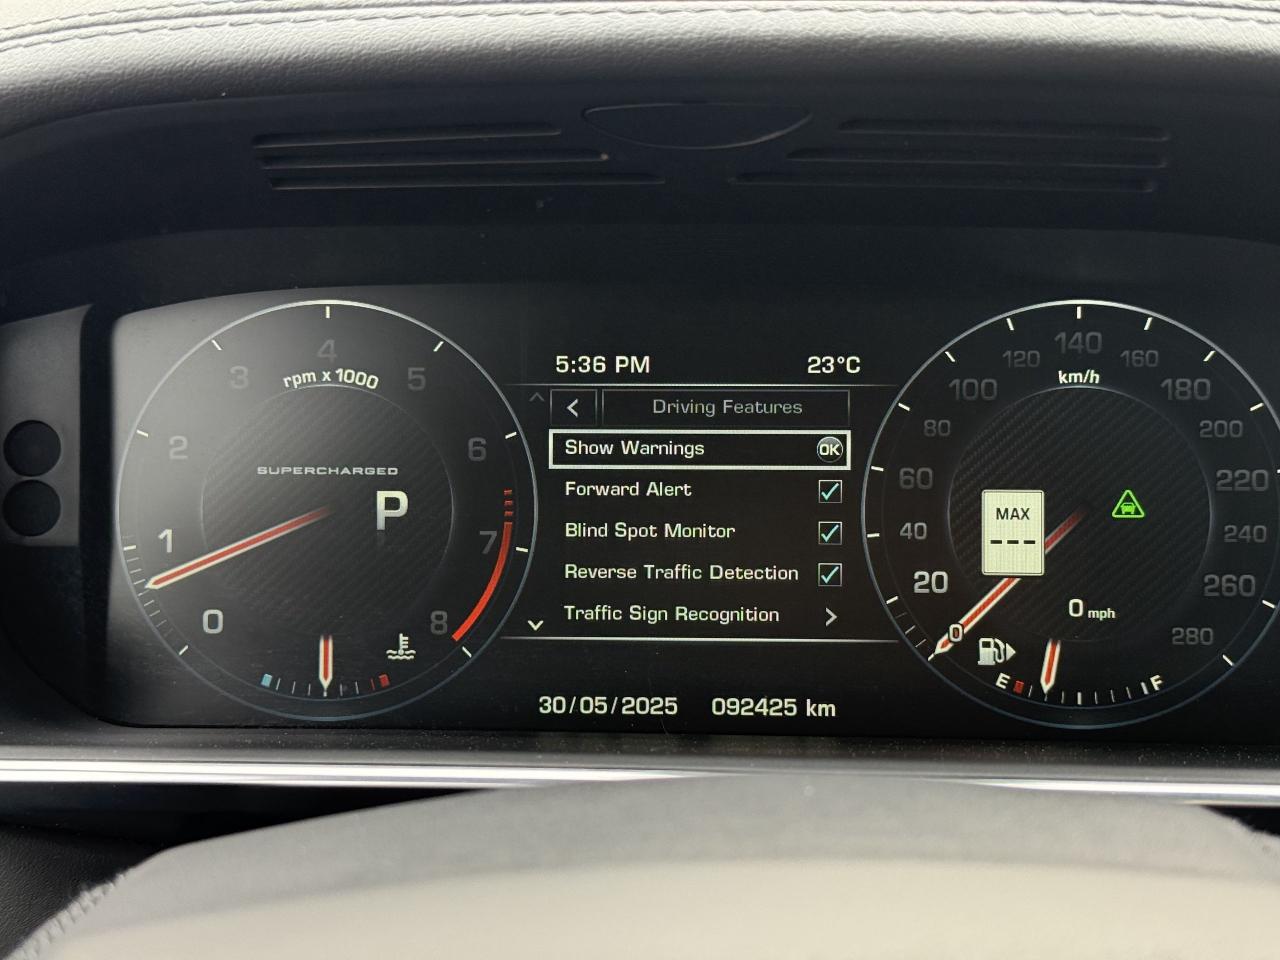 5:36 PM 23°C
< Driving Features
Show Warnings OK
Forward Alert
Blind Spot Monitor
Reverse Traffic Detection
Traffic Sign Recognition >
30/05/2025 092425 km
0 1 2 3 4 5 6 7 8
rpm x 1000
SUPERCHARGED
P
0 20 40 60 80 100 120 140 160 180 200 220 240 260 280
km/h
MAX
---
0 mph
E F